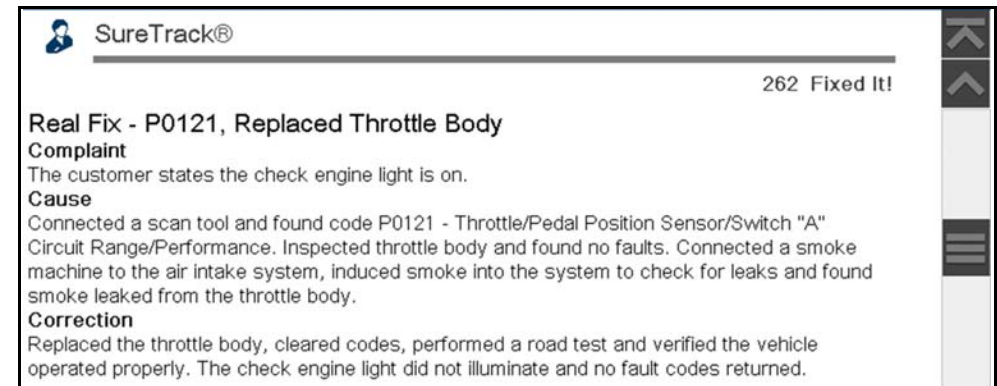 SureTrack®
262 Fixed It!
Real Fix - P0121, Replaced Throttle Body
Complaint
The customer states the check engine light is on.
Cause
Connected a scan tool and found code P0121 - Throttle/Pedal Position Sensor/Switch "A"
Circuit Range/Performance. Inspected throttle body and found no faults. Connected a smoke
machine to the air intake system, induced smoke into the system to check for leaks and found
smoke leaked from the throttle body.
Correction
Replaced the throttle body, cleared codes, performed a road test and verified the vehicle
operated properly. The check engine light did not illuminate and no fault codes returned.